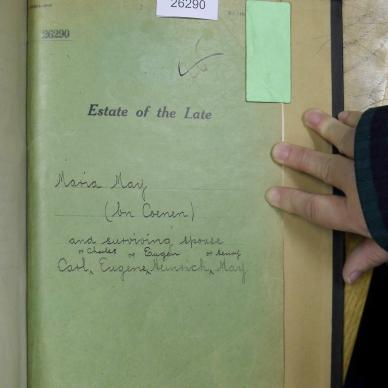 26290
26290
Estate of the Late
Maria May
(bn Coenen)
and surviving spouse
or Charles or Eugen or Henry
Carl, Eugene, Heinrich, May